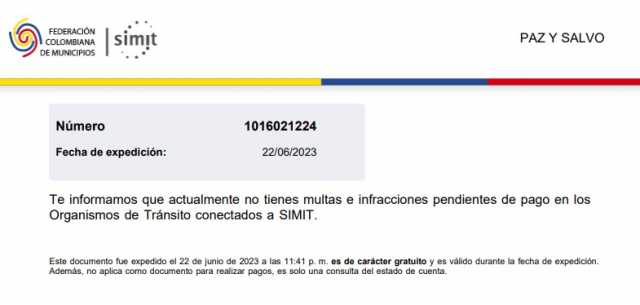 FEDERACIÓN
COLOMBIANA
DE MUNICIPIOS
simit
PAZ Y SALVO
Número 1016021224
Fecha de expedición: 22/06/2023
Te informamos que actualmente no tienes multas e infracciones pendientes de pago en los
Organismos de Tránsito conectados a SIMIT.
Este documento fue expedido el 22 de junio de 2023 a las 11:41 p. m. es de carácter gratuito y es válido durante la fecha de expedición.
Además, no aplica como documento para realizar pagos, es solo una consulta del estado de cuenta.